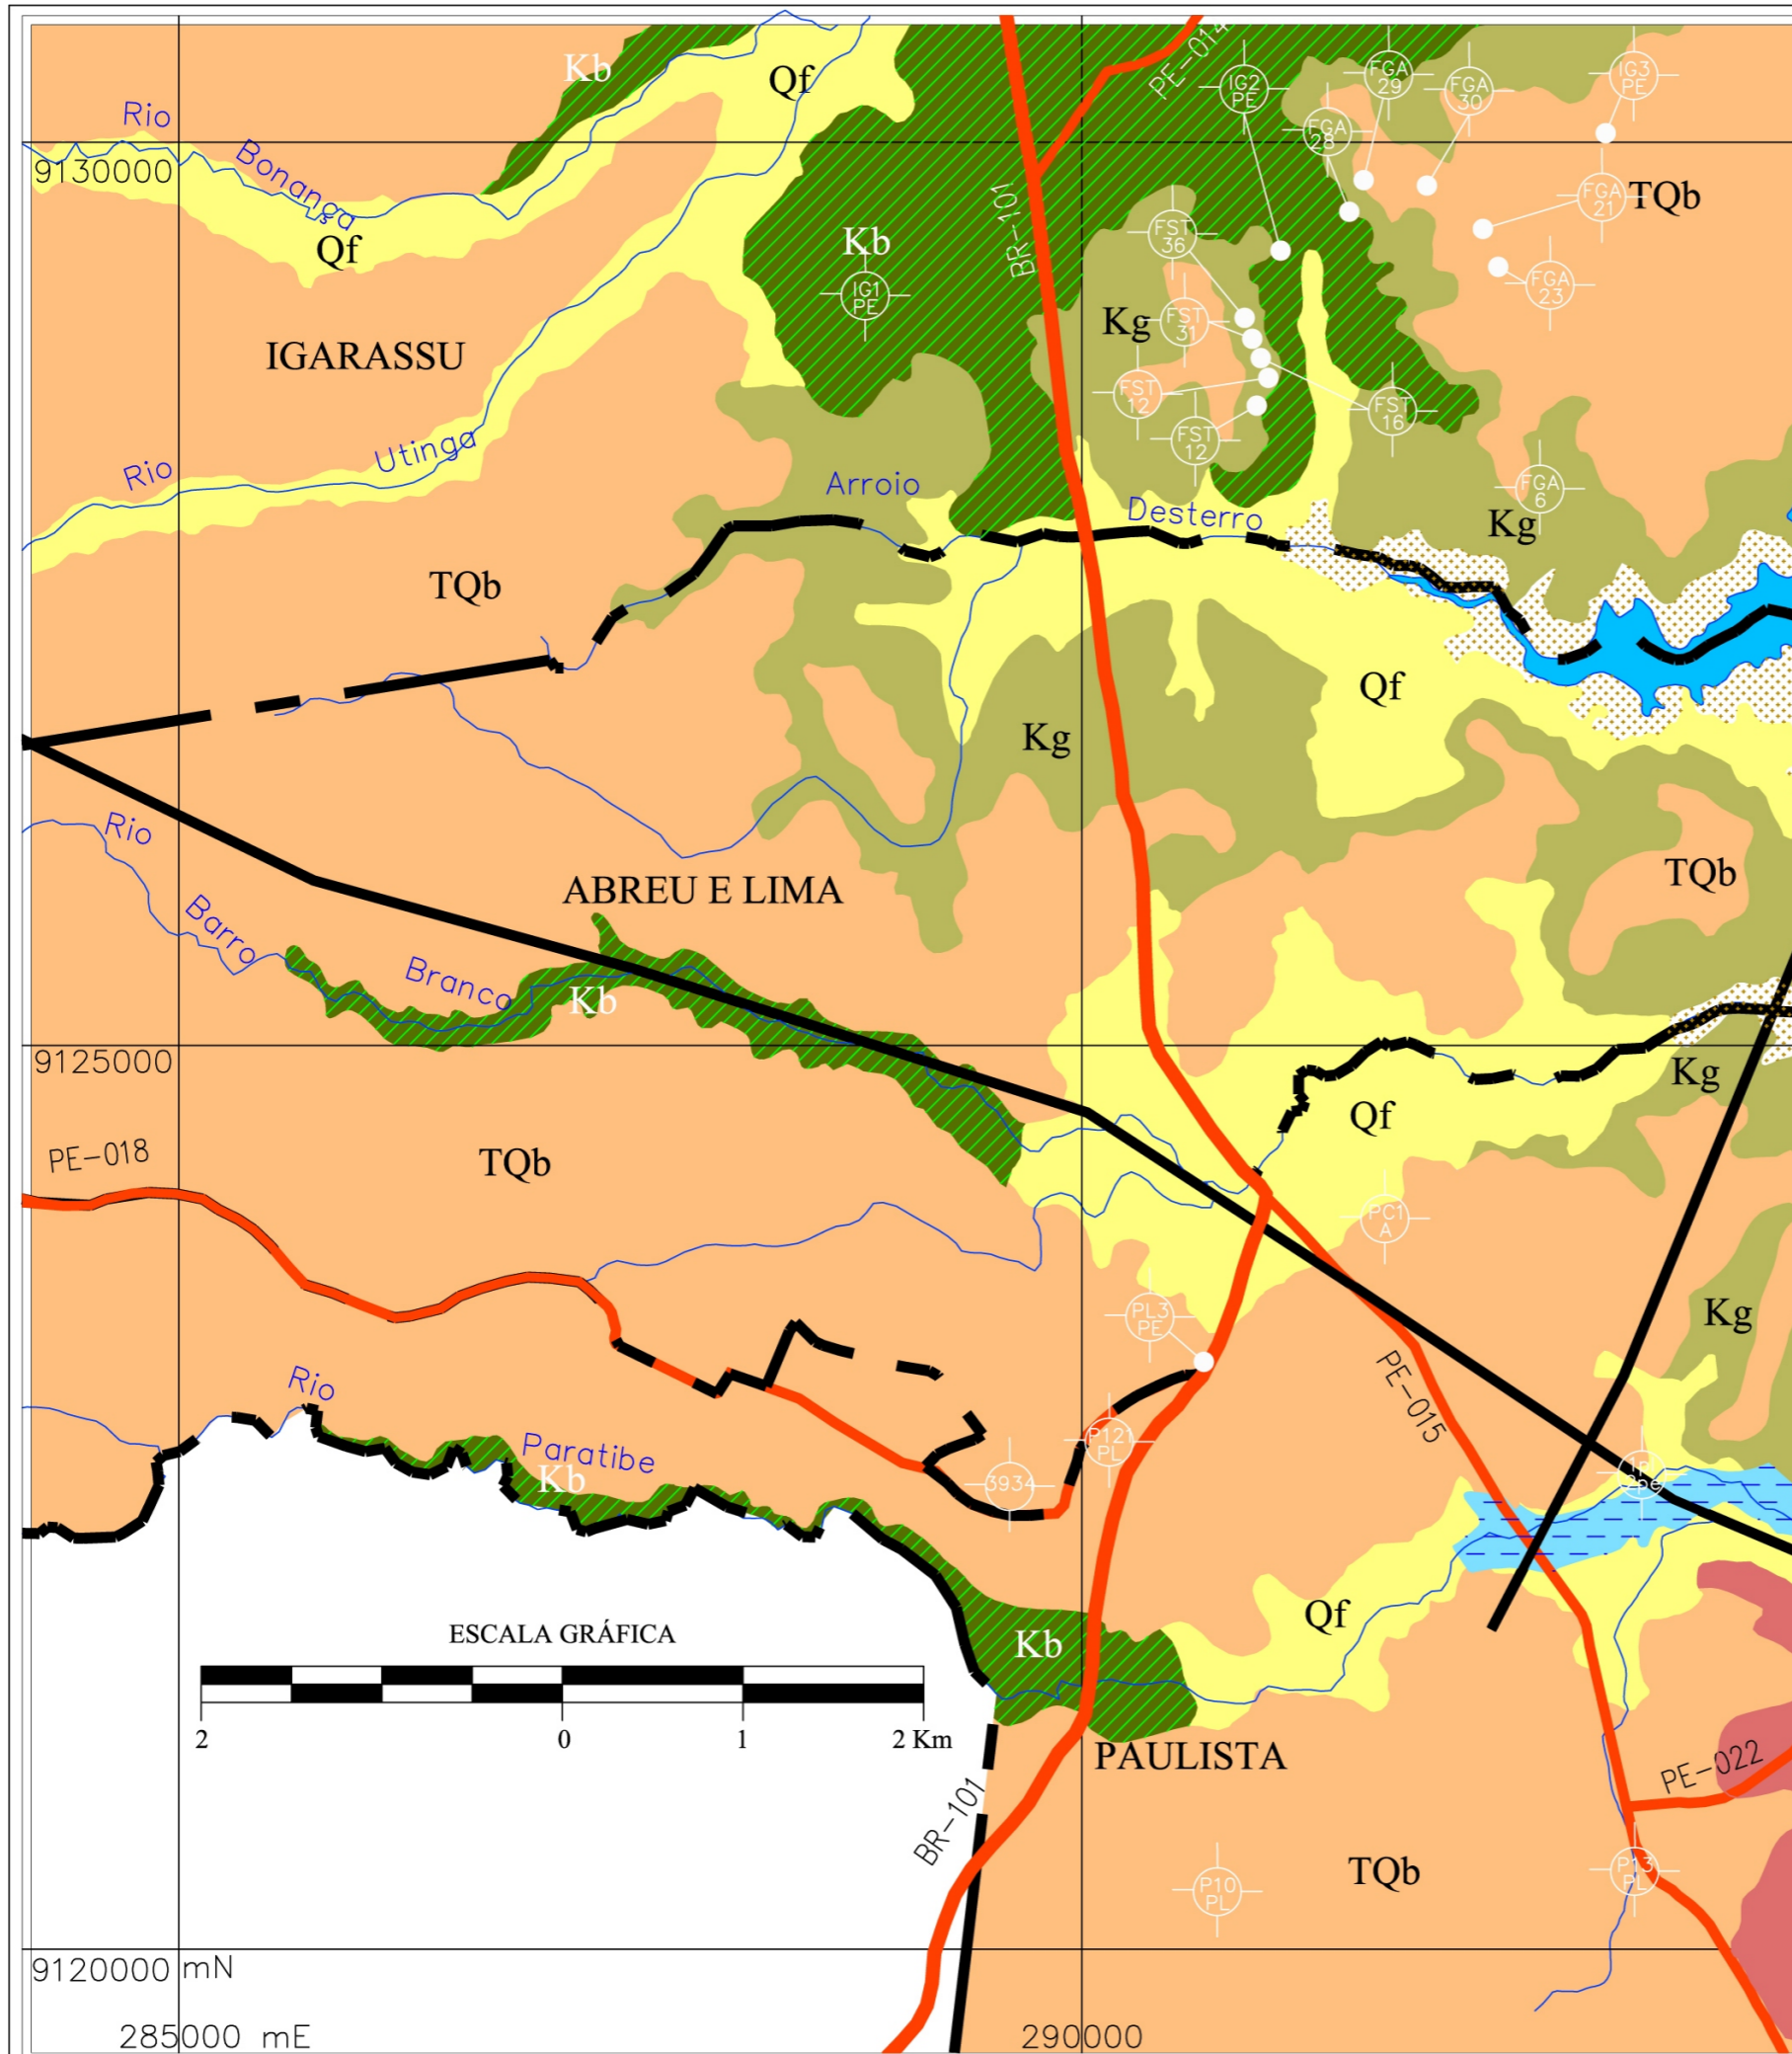 Kb
Qf
PE-014
IG2
PE
FGA
29
FGA
30
IG3
PE
FGA
28
Rio
9130000
Bonança
Qf
Kb
IG1
PE
BR-101
FST
36
FGA
21
TQb
FGA
23
Kg
FST
31
IGARASSU
FST
12
FST
16
FST
12
Rio
Utinga
Arroio
Desterro
FGA
6
Kg
TQb
Qf
Kg
Rio
Barro
Branco
ABREU E LIMA
TQb
Kb
9125000
Kg
Qf
PE-018
TQb
PC1
A
PL3
PE
Kg
PE-015
Rio
Paratibe
Kb
P121
PL
3934
Qf
ESCALA GRÁFICA
Kb
2
0
1
2 Km
PAULISTA
PE-022
BR-101
TQb
P10
PL
P13
PL
9120000 mN
285000 mE
290000